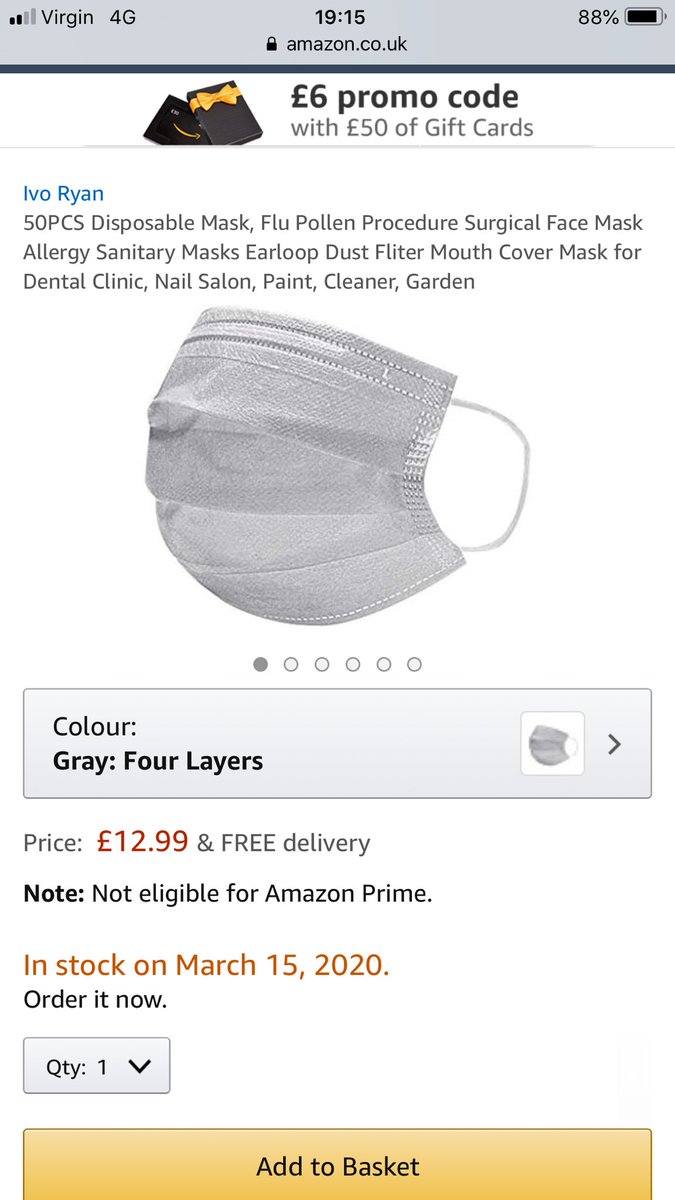 Virgin 4G 19:15 88%
amazon.co.uk
£6 promo code
with £50 of Gift Cards
Ivo Ryan
50PCS Disposable Mask, Flu Pollen Procedure Surgical Face Mask
Allergy Sanitary Masks Earloop Dust Fliter Mouth Cover Mask for
Dental Clinic, Nail Salon, Paint, Cleaner, Garden
Colour:
Gray: Four Layers
Price: £12.99 & FREE delivery
Note: Not eligible for Amazon Prime.
In stock on March 15, 2020.
Order it now.
Qty: 1
Add to Basket